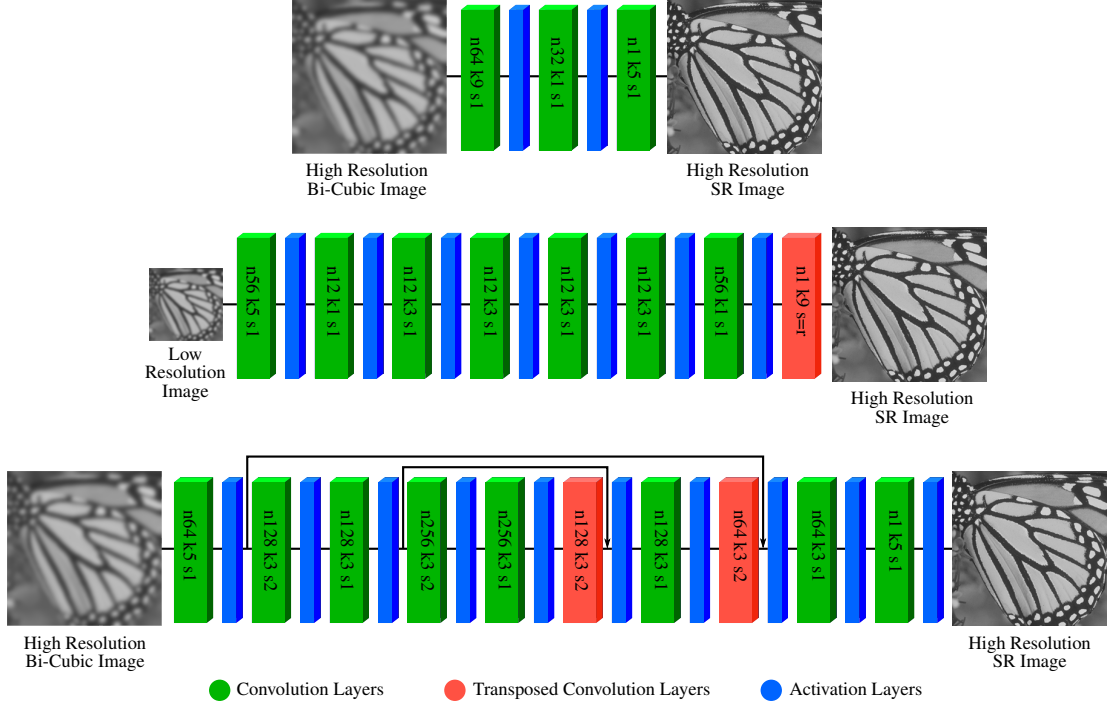 n64 k9 s1
n32 k1 s1
n1 k5 s1
High Resolution
Bi-Cubic Image
High Resolution
SR Image
n56 k5 s1
n12 k1 s1
n12 k3 s1
n12 k3 s1
n12 k3 s1
n12 k3 s1
n56 k1 s1
n1 k9 s=r
Low
Resolution
Image
High Resolution
SR Image
n64 k5 s1
n128 k3 s2
n128 k3 s1
n256 k3 s2
n256 k3 s1
n128 k3 s2
n128 k3 s1
n64 k3 s2
n64 k3 s1
n1 k5 s1
High Resolution
Bi-Cubic Image
High Resolution
SR Image
Convolution Layers
Transposed Convolution Layers
Activation Layers